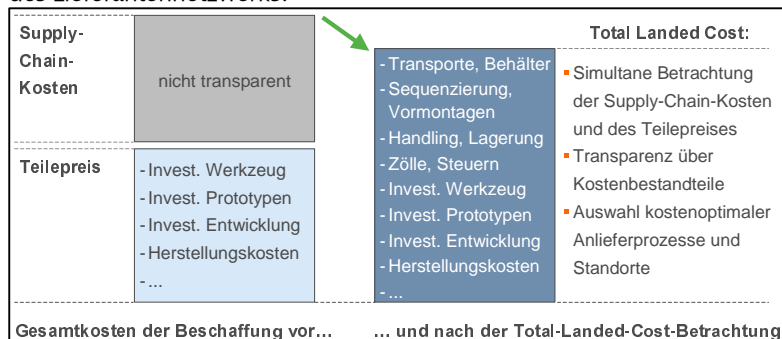 des Lieferantennetzwerks.
Supply-
Chain-
Kosten
nicht transparent
Teilepreis
- Invest. Werkzeug
- Invest. Prototypen
- Invest. Entwicklung
- Herstellungskosten
- ...
- Transporte, Behälter
- Sequenzierung,
Vormontagen
- Handling, Lagerung
- Zölle, Steuern
- Invest. Werkzeug
- Invest. Prototypen
- Invest. Entwicklung
- Herstellungskosten
- ...
Total Landed Cost:
▪ Simultane Betrachtung
der Supply-Chain-Kosten
und des Teilepreises
▪ Transparenz über
Kostenbestandteile
▪ Auswahl kostenoptimaler
Anlieferprozesse und
Standorte
Gesamtkosten der Beschaffung vor…
… und nach der Total-Landed-Cost-Betrachtung